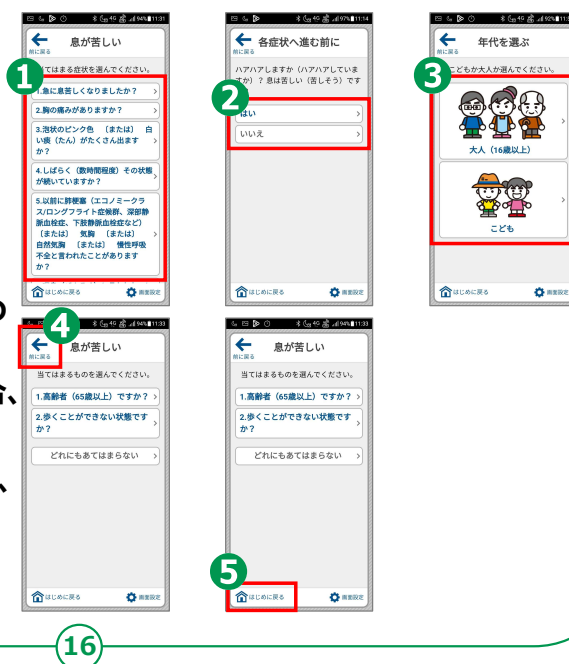 94% 11:31
息が苦しい
前に戻る
1
てはまる症状を選んでください。
1.急に息苦しくなりましたか?
2.胸の痛みがありますか?
3.泡状のピンク色 (または) 白
い痰(たん)がたくさん出ます
か?
4.しばらく(数時間程度)その状態
が続いていますか?
5.以前に肺梗塞(エコノミークラ
ス/ロングフライト症候群、深部静
脈血栓症、下肢静脈血栓症など)
(または) 気胸 (または)
自然気胸 (または) 慢性呼吸
不全と言われたことがあります
か?
はじめに戻る
画面設定
97% 11:14
各症状へ進む前に
前に戻る
ハアハアしますか(ハアハアしていま
すか)?息は苦しい(苦しそう)です
2
はい
いいえ
はじめに戻る
画面設定
92%
年代を選ぶ
前に戻る
3
こどもか大人か選んでください。
大人(16歳以上)
こども
はじめに戻る
画面設定
の
、
、
4
94% 11:33
息が苦しい
前に戻る
当てはまるものを選んでください。
1.高齢者(65歳以上)ですか?
2.歩くことができない状態です
か?
どれにもあてはまらない
はじめに戻る
画面設定
94% 11:33
息が苦しい
前に戻る
当てはまるものを選んでください。
1.高齢者(65歳以上)ですか?
2.歩くことができない状態です
か?
どれにもあてはまらない
5
はじめに戻る
画面設定
16